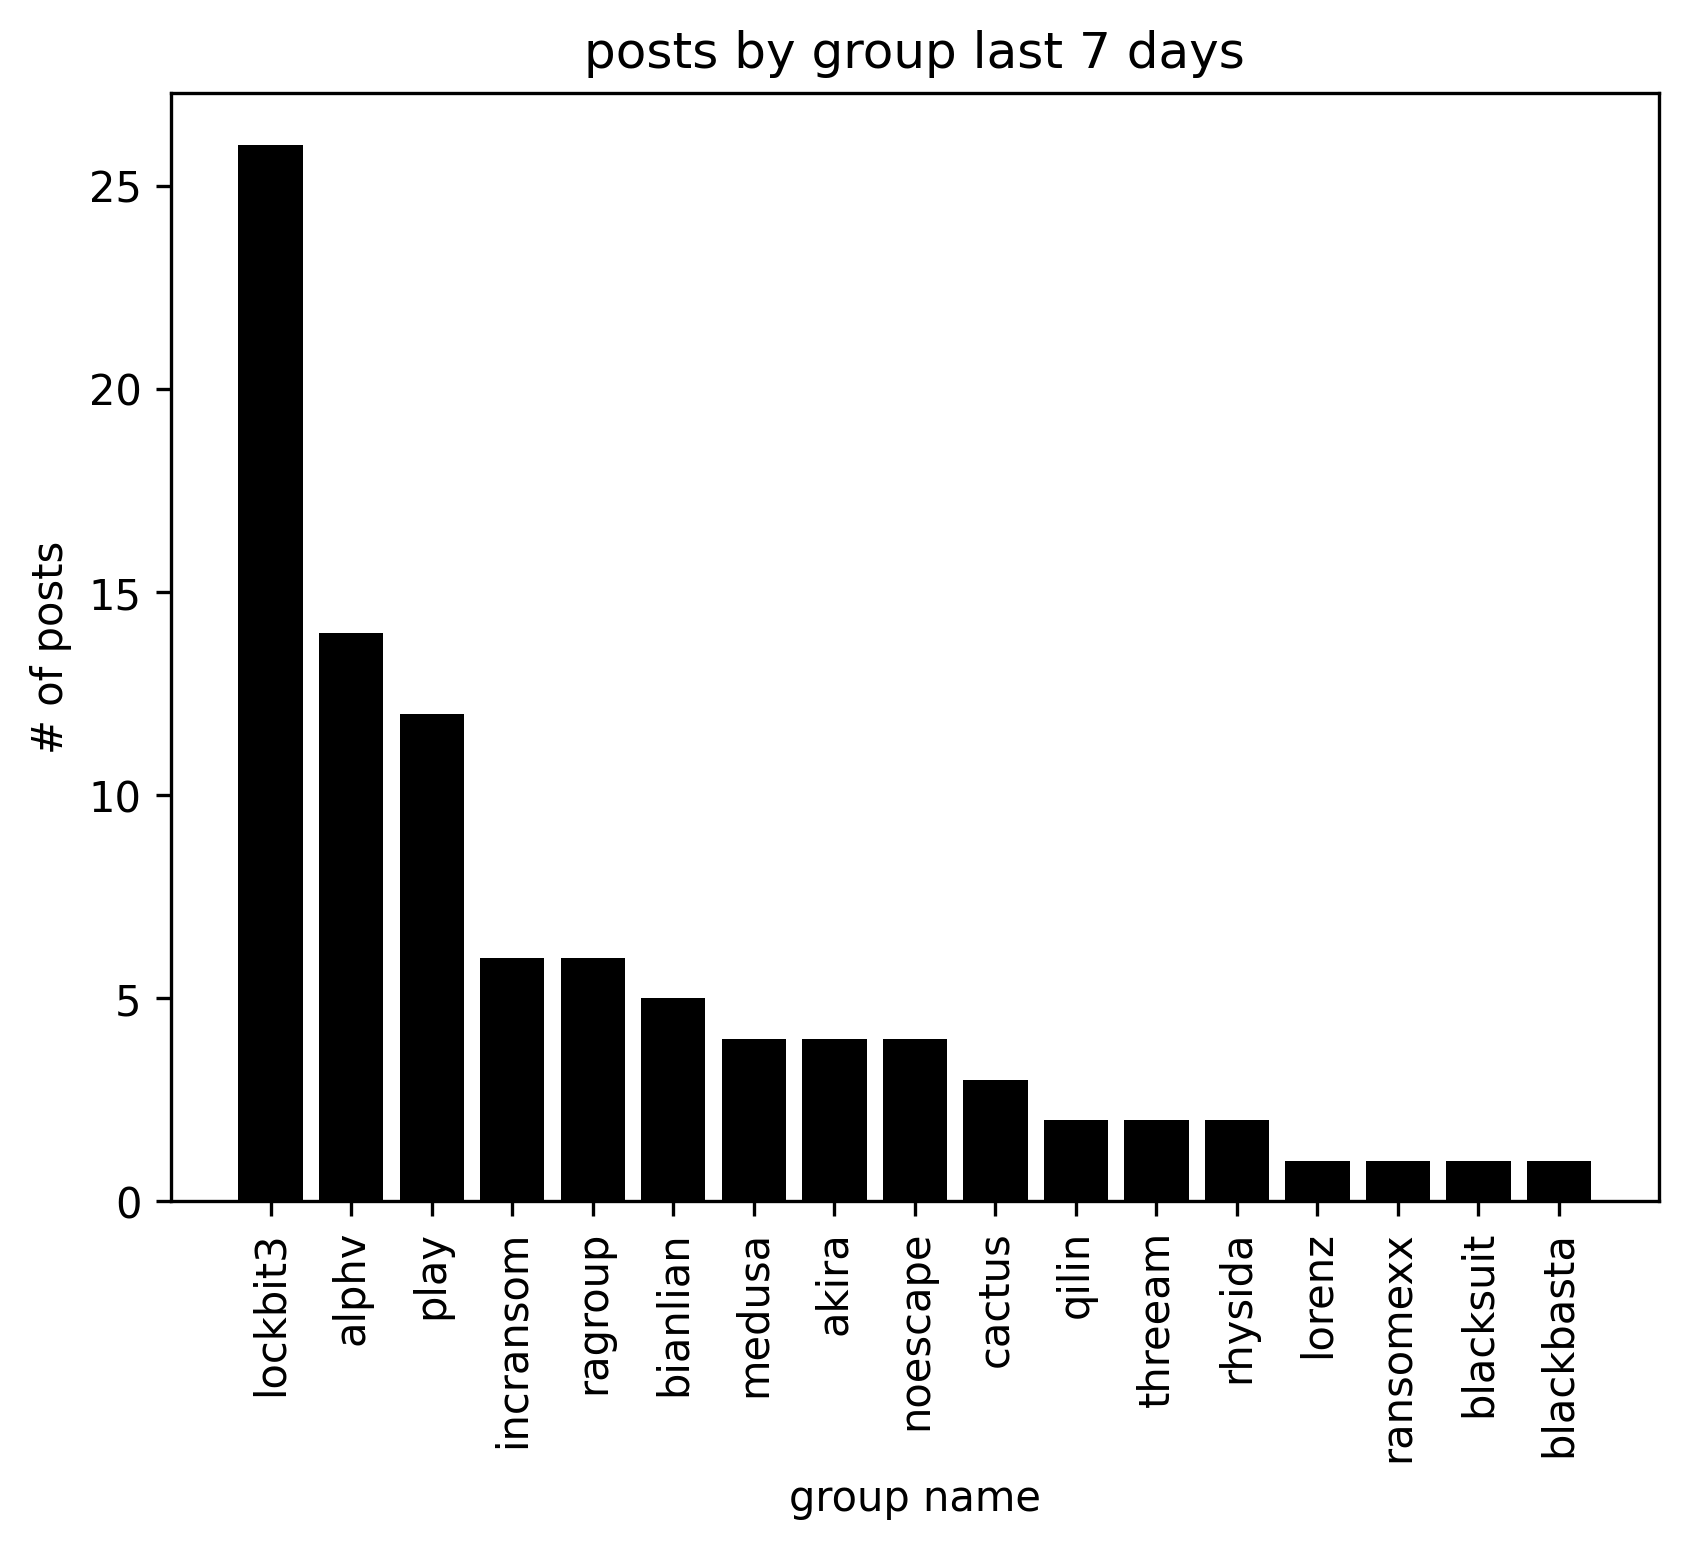 posts by group last 7 days
# of posts
25
20
15
10
5
0
lockbit3
alphv
play
incransom
ragroup
bianlian
medusa
akira
noescape
cactus
qilin
threeam
rhysida
lorenz
ransomexx
blacksuit
blackbasta
group name